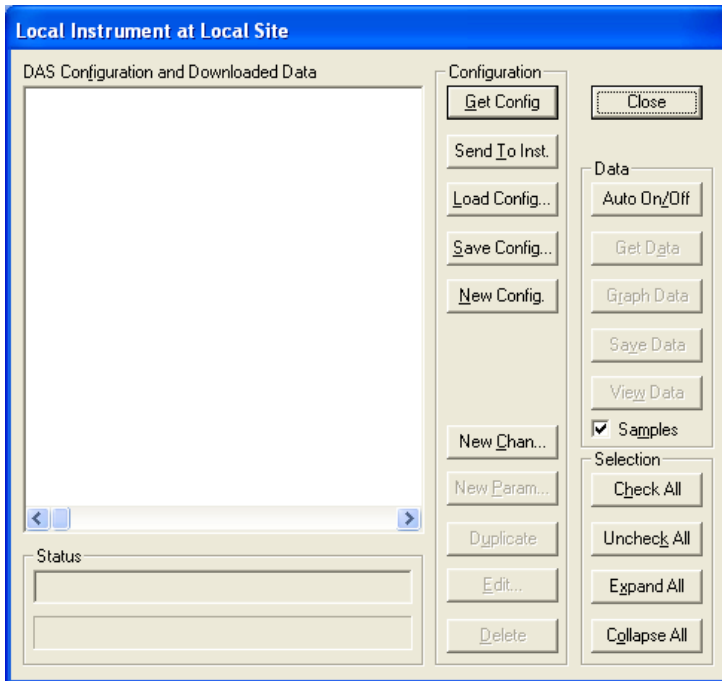 Local Instrument at Local Site
DAS Configuration and Downloaded Data
Configuration
Get Config
Close
Send To Inst.
Data
Load Config...
Auto On/Off
Save Config...
Get Data
New Config.
Graph Data
Save Data
View Data
Samples
New Chan...
Selection
New Param...
Check All
Duplicate
Uncheck All
Status
Edit...
Expand All
Delete
Collapse All